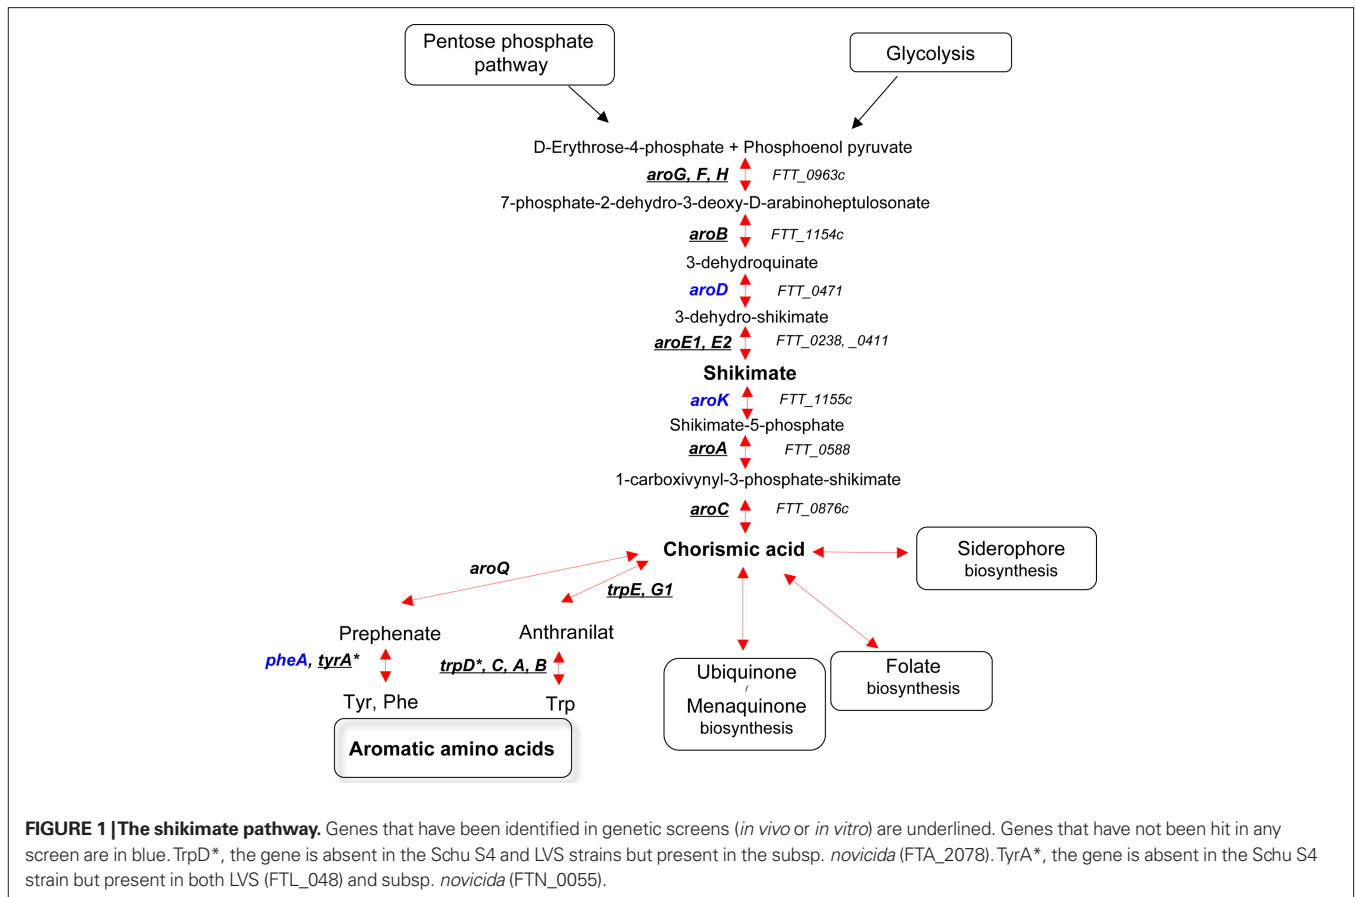 Pentose phosphate
pathway
Glycolysis
D-Erythrose-4-phosphate + Phosphoenol pyruvate
aroG, F, H
FTT_0963c
7-phosphate-2-dehydro-3-deoxy-D-arabinoheptulosonate
aroB
FTT_1154c
3-dehydroquinate
aroD
FTT_0471
3-dehydro-shikimate
aroE1, E2
FTT_0238, _0411
Shikimate
aroK
FTT_1155c
Shikimate-5-phosphate
aroA
FTT_0588
1-carboxivynyl-3-phosphate-shikimate
aroC
FTT_0876c
Chorismic acid
Siderophore
biosynthesis
aroQ
trpE, G1
Prephenate
Anthranilat
pheA, tyrA*
trpD*, C, A, B
Tyr, Phe
Trp
Aromatic amino acids
Ubiquinone
/
Menaquinone
biosynthesis
Folate
biosynthesis
FIGURE 1 | The shikimate pathway. Genes that have been identified in genetic screens (in vivo or in vitro) are underlined. Genes that have not been hit in any
screen are in blue. TrpD*, the gene is absent in the Schu S4 and LVS strains but present in the subsp. novicida (FTA_2078). TyrA*, the gene is absent in the Schu S4
strain but present in both LVS (FTL_048) and subsp. novicida (FTN_0055).